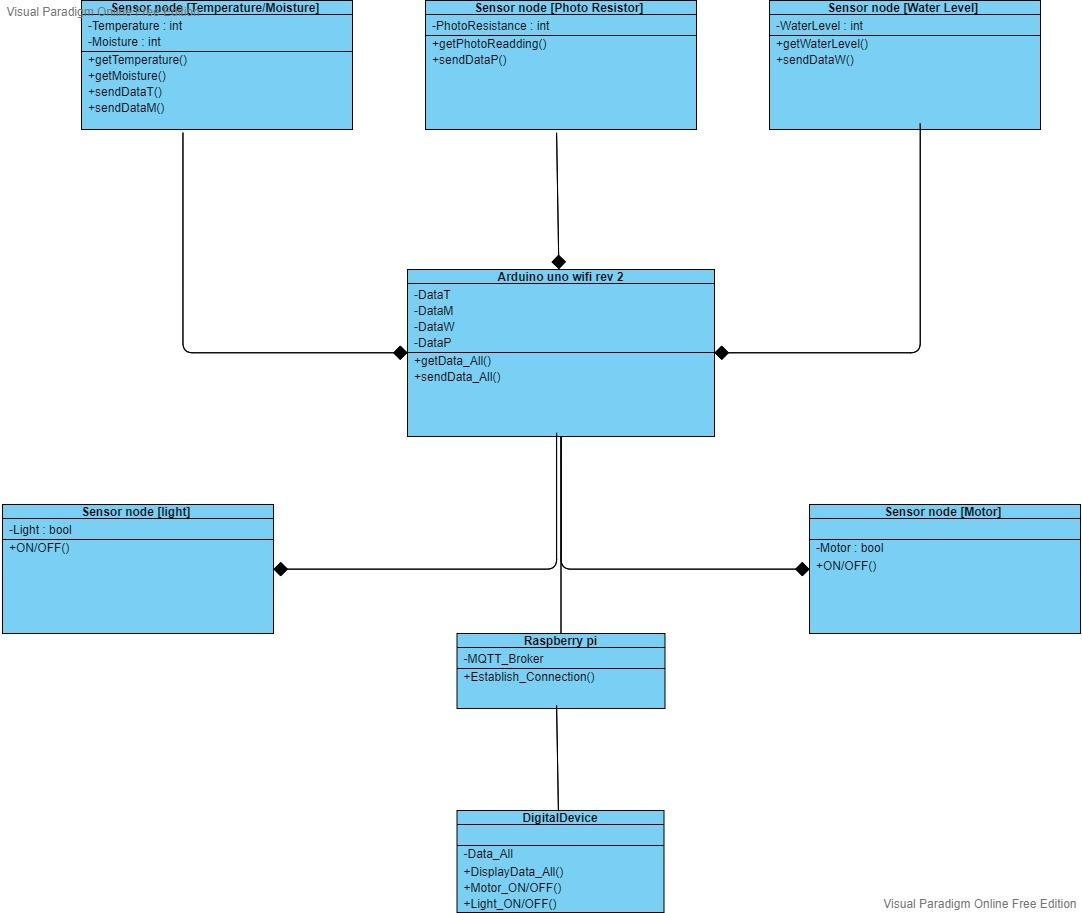 Visual Paradigm Online Free Edition
Sensor node [Temperature/Moisture]
-Temperature : int
-Moisture : int
+getTemperature()
+getMoisture()
+sendDataT()
+sendDataM()
Sensor node [Photo Resistor]
-PhotoResistance : int
+getPhotoReadding()
+sendDataP()
Sensor node [Water Level]
-WaterLevel : int
+getWaterLevel()
+sendDataW()
Arduino uno wifi rev 2
-DataT
-DataM
-DataW
-DataP
+getData_All()
+sendData_All()
Sensor node [light]
-Light : bool
+ON/OFF()
Sensor node [Motor]
-Motor : bool
+ON/OFF()
Raspberry pi
-MQTT_Broker
+Establish_Connection()
DigitalDevice
-Data_All
+DisplayData_All()
+Motor_ON/OFF()
+Light_ON/OFF()
Visual Paradigm Online Free Edition